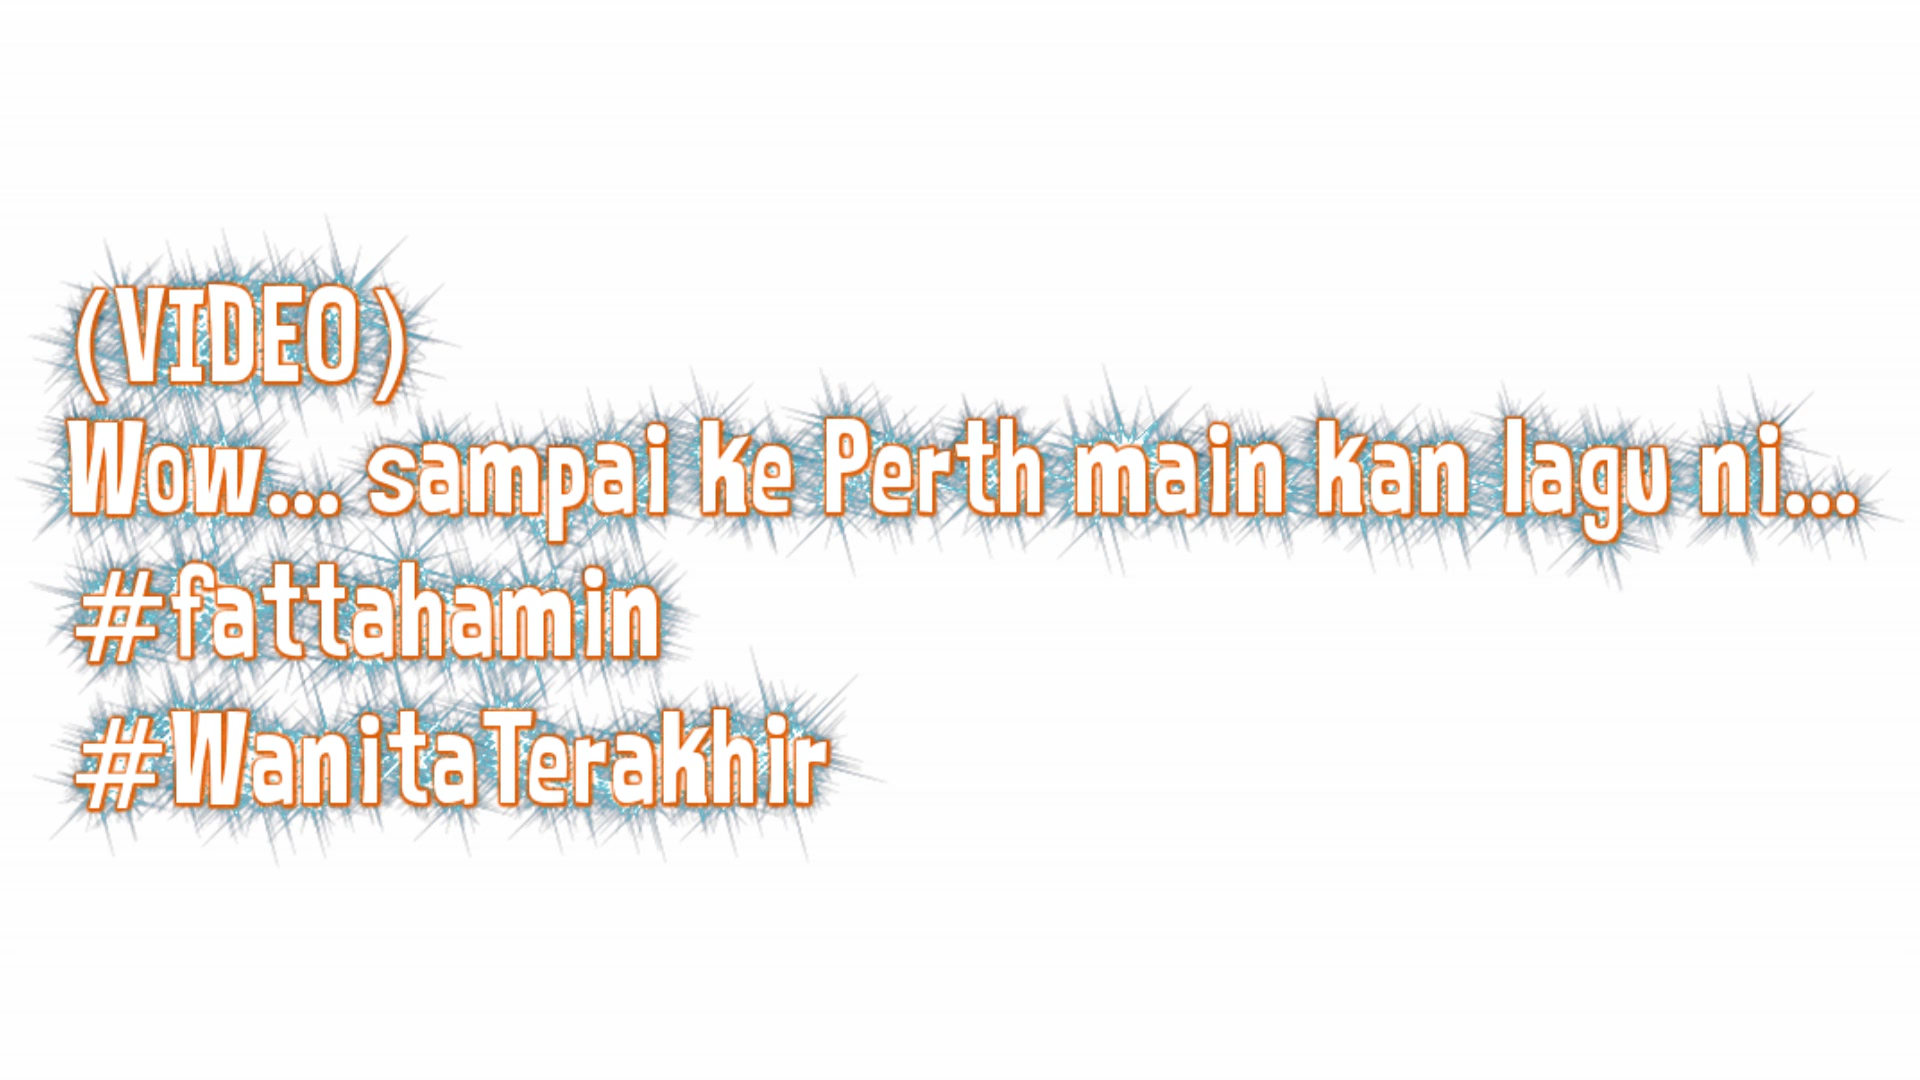 (VIDEO)
Wow... sampai ke Perth main kan lagu ni...
#fattahamin
#WanitaTerakhir